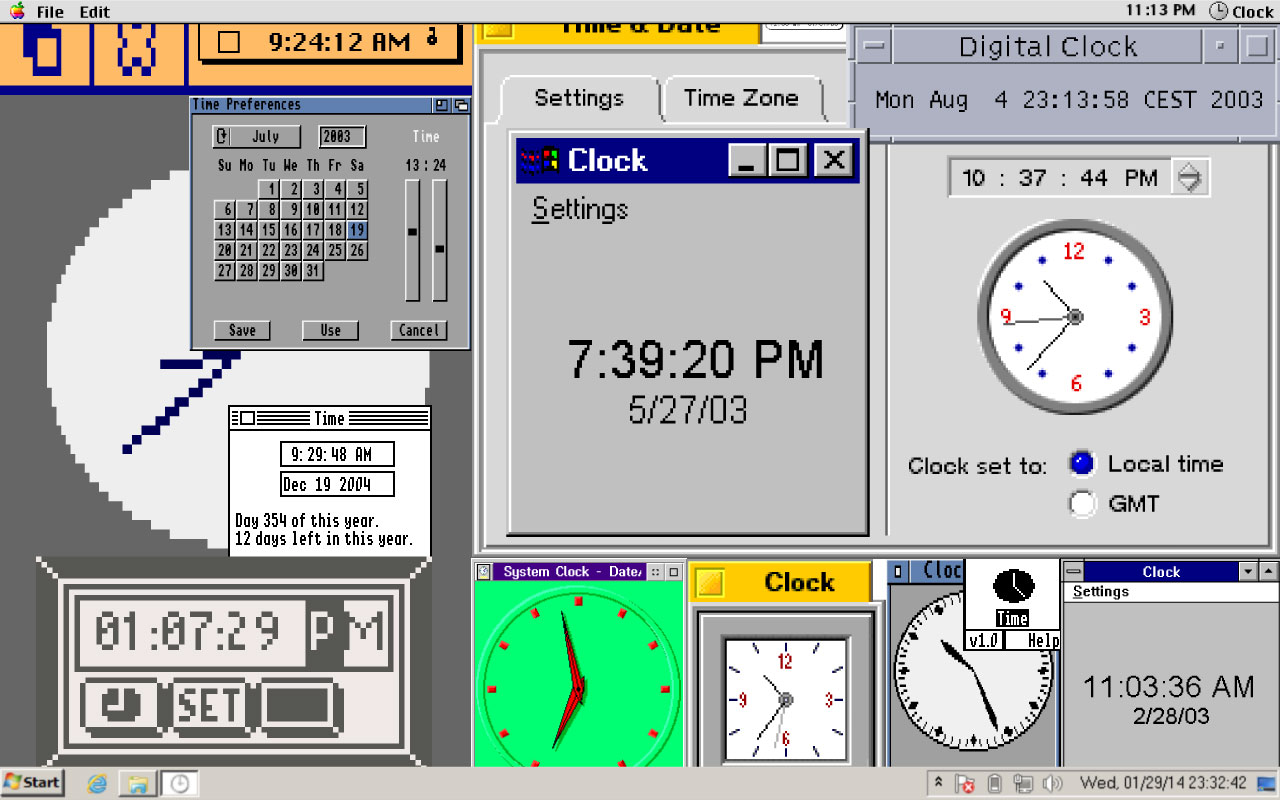 File Edit
11:13 PM Clock
9:24:12 AM
Time & Date
Settings
Time Zone
Digital Clock
Mon Aug 4 23:13:58 CEST 2003
Time Preferences
July
2003
Time
Su Mo Tu We Th Fr Sa
13 : 24
1 2 3 4 5
6 7 8 9 10 11 12
13 14 15 16 17 18 19
20 21 22 23 24 25 26
27 28 29 30 31
Save Use Cancel
Clock
Settings
7:39:20 PM
5/27/03
10 : 37 : 44 PM
12
9
3
6
Clock set to:
Local time
GMT
Time
9:29:48 AM
Dec 19 2004
Day 354 of this year.
12 days left in this year.
01:07:29 PM
SET
System Clock - Date/
Clock
12
9
3
6
Cloc
Time
v1.0
Help
Clock
Settings
11:03:36 AM
2/28/03
Start
Wed, 01/29/14 23:32:42